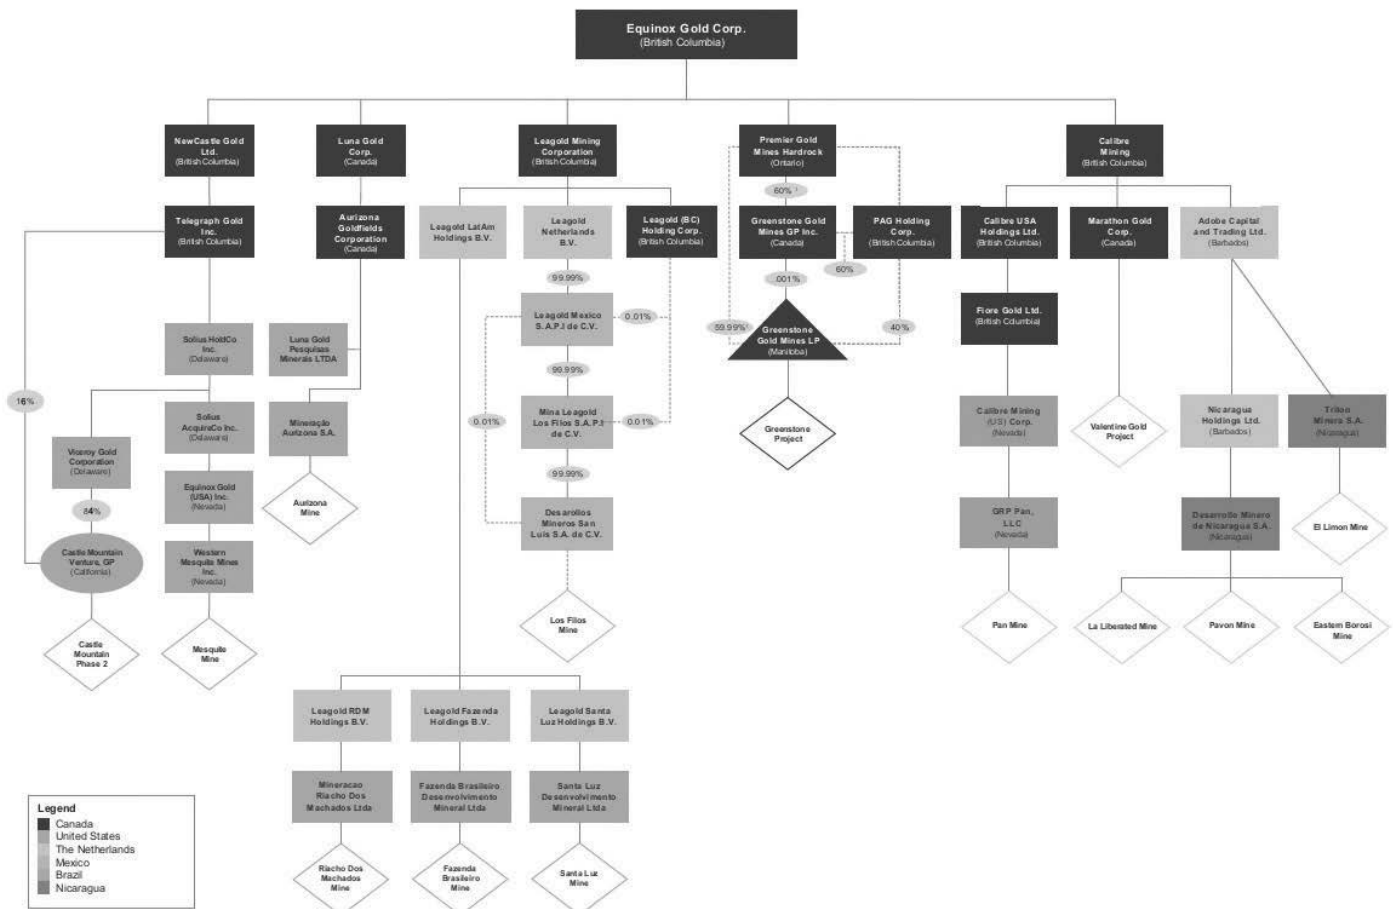 Equinox Gold Corp.
(British Columbia)
NewCastle Gold
Ltd.
(British Columbia)
Luna Gold
Corp.
(Canada)
Leagold Mining
Corporation
(British Columbia)
Premier Gold
Mines Hardrock
(Ontario)
Calibre
Mining
(British Columbia)
60% ¹
Telegraph Gold
Inc.
(British Columbia)
Aurizona
Goldfields
Corporation
(Canada)
Leagold LatAm
Holdings B.V.
Leagold
Netherlands
B.V.
Leagold (BC)
Holding Corp.
(British Columbia)
Greenstone Gold
Mines GP Inc.
(Canada)
PAG Holding
Corp.
(British Columbia)
Calibre USA
Holdings Ltd.
(British Columbia)
Marathon Gold
Corp.
(Canada)
Adobe Capital
and Trading Ltd.
(Barbados)
60%
99.99%
.001%
Leagold Mexico
S.A.P.I de C.V.
0.01%
Fiore Gold Ltd.
(British Columbia)
59.99%¹
Greenstone
Gold Mines LP
(Manitoba)
40%
Solius HoldCo
Inc.
(Delaware)
Luna Gold
Pesquisas
Minerais LTDA
99.99%
16%
Solius
AcquireCo Inc.
(Delaware)
Mineração
Aurizona S.A.
0.01%
Mina Leagold
Los Filos S.A.P.I
de C.V.
0.01%
Greenstone
Project
Calibre Mining
(US) Corp.
(Nevada)
Valentine Gold
Project
Nicaragua
Holdings Ltd.
(Barbados)
Triton
Minera S.A.
(Nicaragua)
Viceroy Gold
Corporation
(Delaware)
99.99%
84%
Equinox Gold
(USA) Inc.
(Nevada)
Aurizona
Mine
Desarollos
Mineros San
Luis S.A. de C.V.
GRP Pan,
LLC
(Nevada)
Desarrollo Minero
de Nicaragua S.A.
(Nicaragua)
El Limon Mine
Castle Mountain
Venture, GP
(California)
Western
Mesquite Mines
Inc.
(Nevada)
Los Filos
Mine
Pan Mine
La Liberated Mine
Pavon Mine
Eastern Borosi
Mine
Castle
Mountain
Phase 2
Mesquite
Mine
Leagold RDM
Holdings B.V.
Leagold Fazenda
Holdings B.V.
Leagold Santa
Luz Holdings B.V.
Mineracao
Riacho Dos
Machados Ltda
Fazenda Brasileiro
Desenvolvimento
Mineral Ltda
Santa Luz
Desenvolvimento
Mineral Ltda
Riacho Dos
Machados
Mine
Fazenda
Brasileiro
Mine
Santa Luz
Mine
Legend
Canada
United States
The Netherlands
Mexico
Brazil
Nicaragua